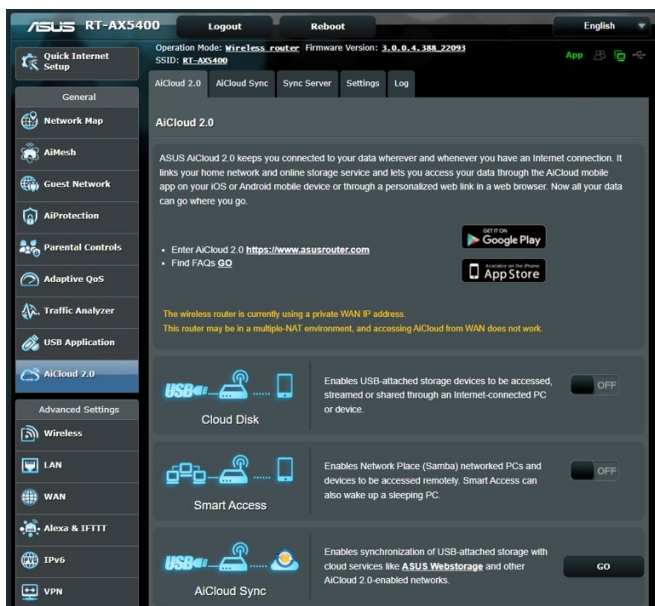 ASUS RT-AX5400 Logout Reboot English
Quick Internet Setup
Operation Mode: Wireless router Firmware Version: 3.0.0.4.388_22093
SSID: RT-AX5400
App
AiCloud 2.0 AiCloud Sync Sync Server Settings Log
General
Network Map
AiMesh
Guest Network
AiProtection
Parental Controls
Adaptive QoS
Traffic Analyzer
USB Application
AiCloud 2.0
Advanced Settings
Wireless
LAN
WAN
Alexa & IFTTT
IPv6
VPN
AiCloud 2.0
ASUS AiCloud 2.0 keeps you connected to your data wherever and whenever you have an Internet connection. It
links your home network and online storage service and lets you access your data through the AiCloud mobile
app on your iOS or Android mobile device or through a personalized web link in a web browser. Now all your data
can go where you go.
Enter AiCloud 2.0 https://www.asusrouter.com
Find FAQs GO
GET IT ON
Google Play
Available on the iPhone
App Store
The wireless router is currently using a private WAN IP address.
This router may be in a multiple-NAT environment, and accessing AiCloud from WAN does not work.
USB
Cloud Disk
Enables USB-attached storage devices to be accessed,
streamed or shared through an Internet-connected PC
or device.
OFF
Smart Access
Enables Network Place (Samba) networked PCs and
devices to be accessed remotely. Smart Access can
also wake up a sleeping PC.
OFF
USB
AiCloud Sync
Enables synchronization of USB-attached storage with
cloud services like ASUS Webstorage and other
AiCloud 2.0-enabled networks.
GO